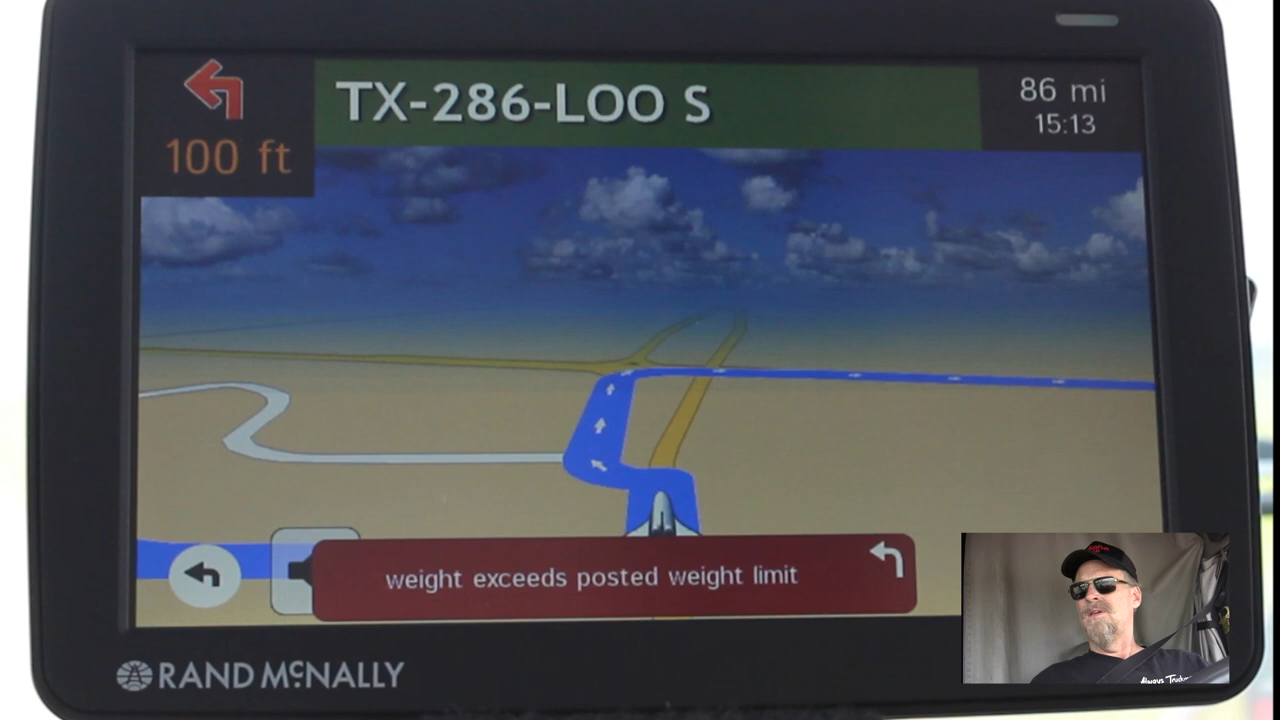 TX-286-LOO S
86 mi
15:13
100 ft
weight exceeds posted weight limit
RAND McNALLY